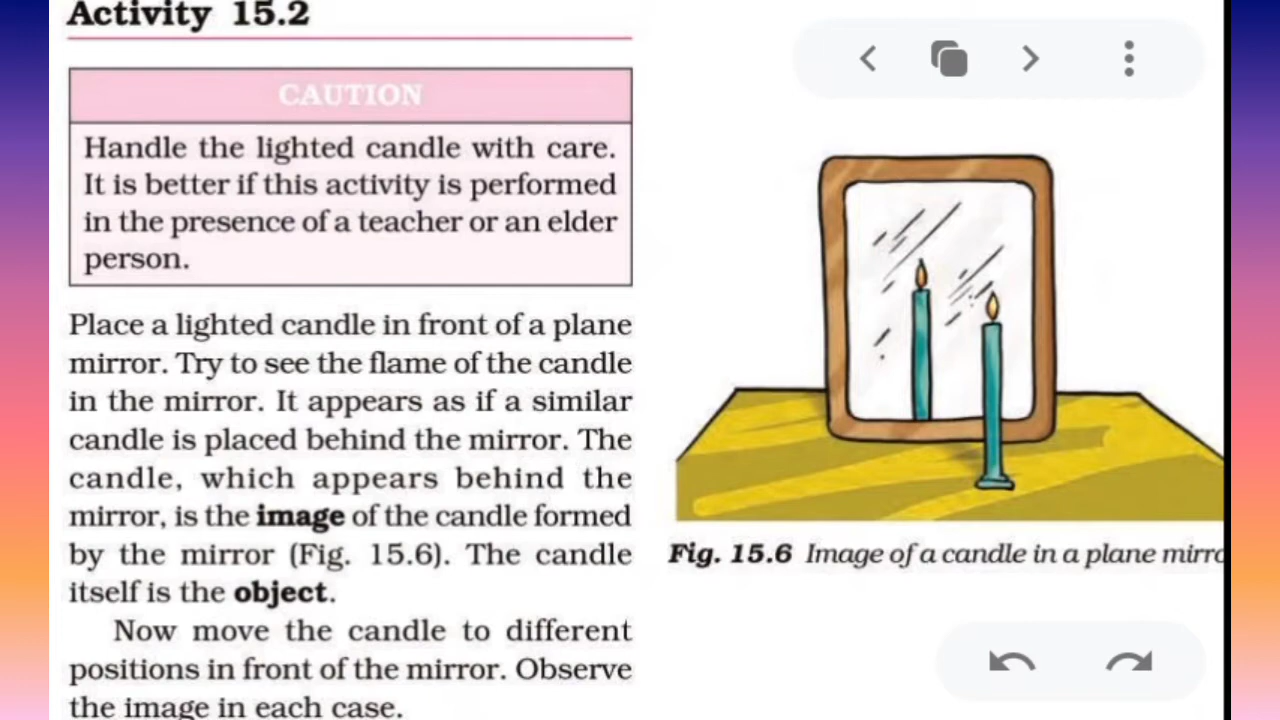 Activity 15.2
CAUTION
Handle the lighted candle with care.
It is better if this activity is performed
in the presence of a teacher or an elder
person.
Place a lighted candle in front of a plane
mirror. Try to see the flame of the candle
in the mirror. It appears as if a similar
candle is placed behind the mirror. The
candle, which appears behind the
mirror, is the image of the candle formed
by the mirror (Fig. 15.6). The candle
itself is the object.
Now move the candle to different
positions in front of the mirror. Observe
the image in each case.
Fig. 15.6 Image of a candle in a plane mirro